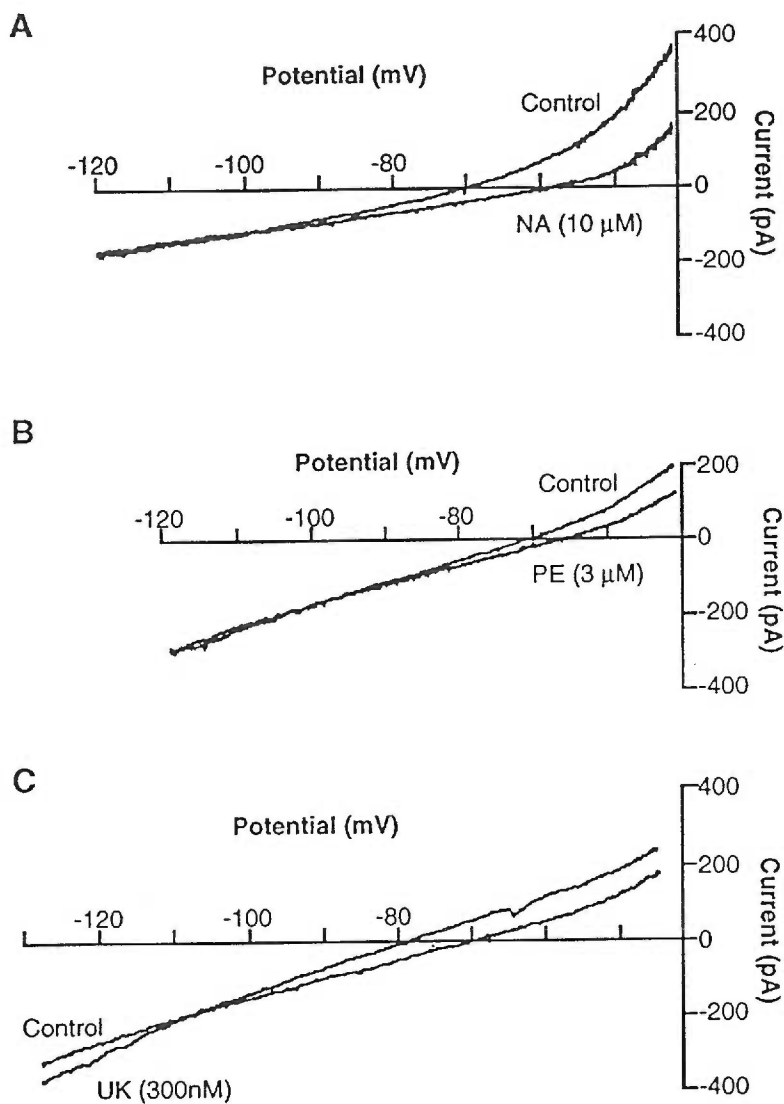 A
Potential (mV)
Control
400
200
0
-200
-400
Current (pA)
-120
-100
-80
NA (10 μM)
B
Potential (mV)
Control
200
0
-200
-400
Current (pA)
-120
-100
-80
PE (3 μM)
C
Potential (mV)
400
200
0
-200
-400
Current (pA)
-120
-100
-80
Control
UK (300nM)